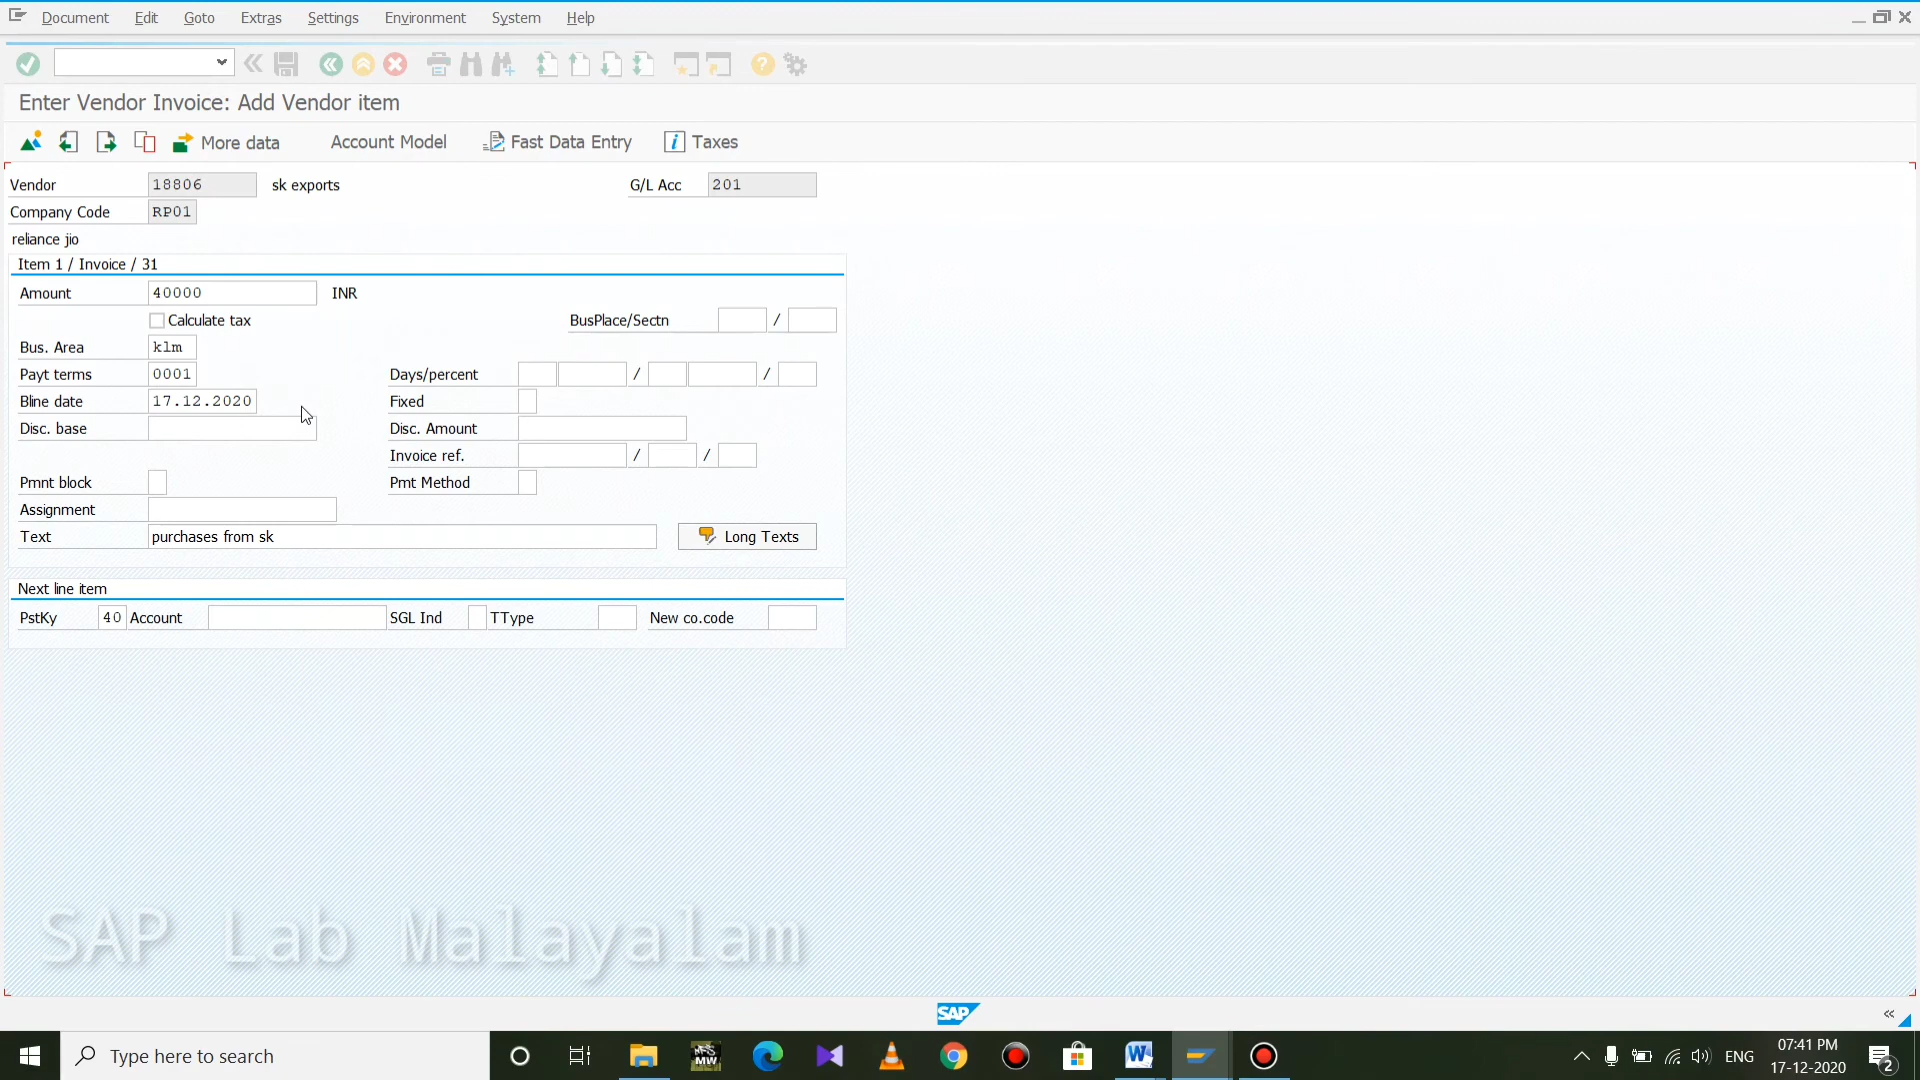 Document Edit Goto Extras Settings Environment System Help
Enter Vendor Invoice: Add Vendor item
More data Account Model Fast Data Entry Taxes
Vendor 18806 sk exports G/L Acc 201
Company Code RP01
reliance jio
Item 1 / Invoice / 31
Amount 40000 INR
Calculate tax BusPlace/Sectn /
Bus. Area klm
Payt terms 0001 Days/percent / /
Bline date 17.12.2020 Fixed
Disc. base Disc. Amount
Invoice ref. / /
Pmnt block Pmt Method
Assignment
Text purchases from sk Long Texts
Next line item
PstKy 40 Account SGL Ind TType New co.code
SAP Lab Malayalam
SAP
Type here to search
NFS MW
ENG
07:41 PM
17-12-2020
2